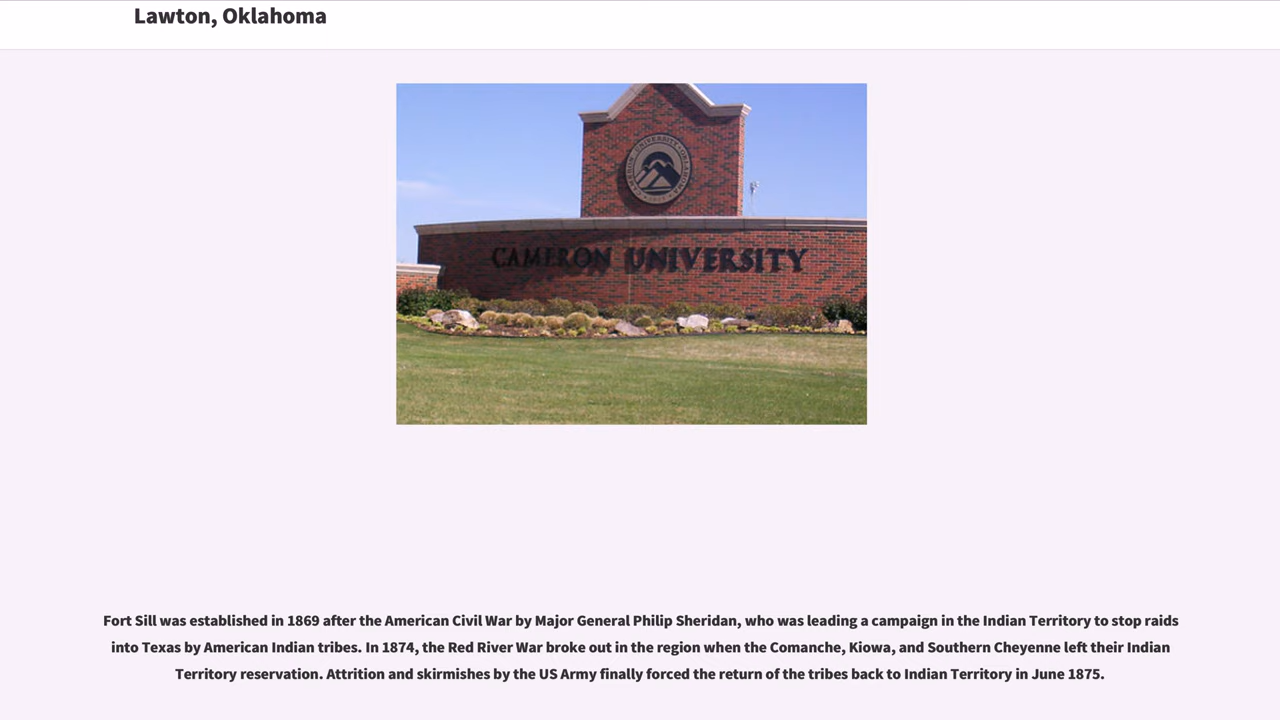 Lawton, Oklahoma
CAMERON UNIVERSITY OKLAHOMA
CAMERON UNIVERSITY
Fort Sill was established in 1869 after the American Civil War by Major General Philip Sheridan, who was leading a campaign in the Indian Territory to stop raids
into Texas by American Indian tribes. In 1874, the Red River War broke out in the region when the Comanche, Kiowa, and Southern Cheyenne left their Indian
Territory reservation. Attrition and skirmishes by the US Army finally forced the return of the tribes back to Indian Territory in June 1875.